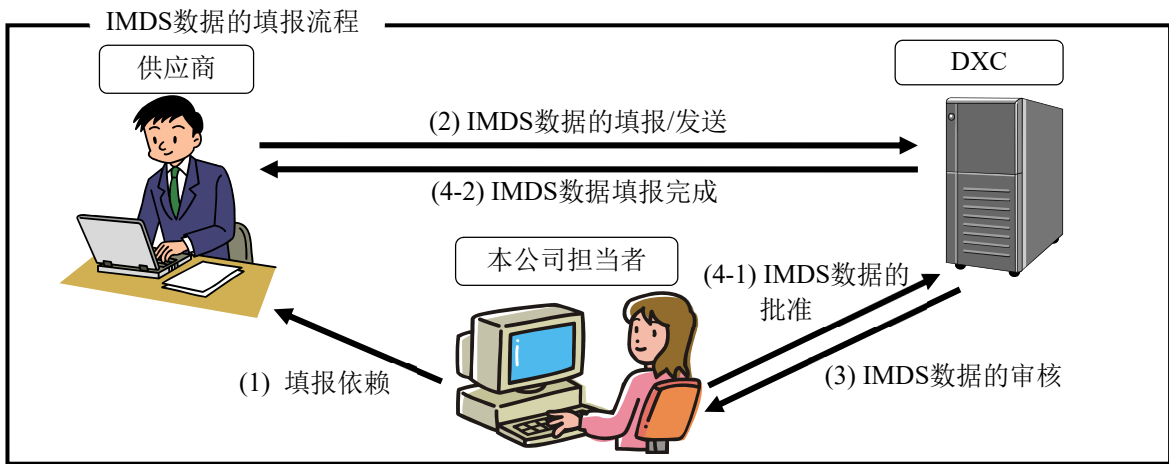 IMDS数据的填报流程
供应商
DXC
(2) IMDS数据的填报/发送
(4-2) IMDS数据填报完成
本公司担当者
(4-1) IMDS数据的
批准
(1) 填报依赖
(3) IMDS数据的审核